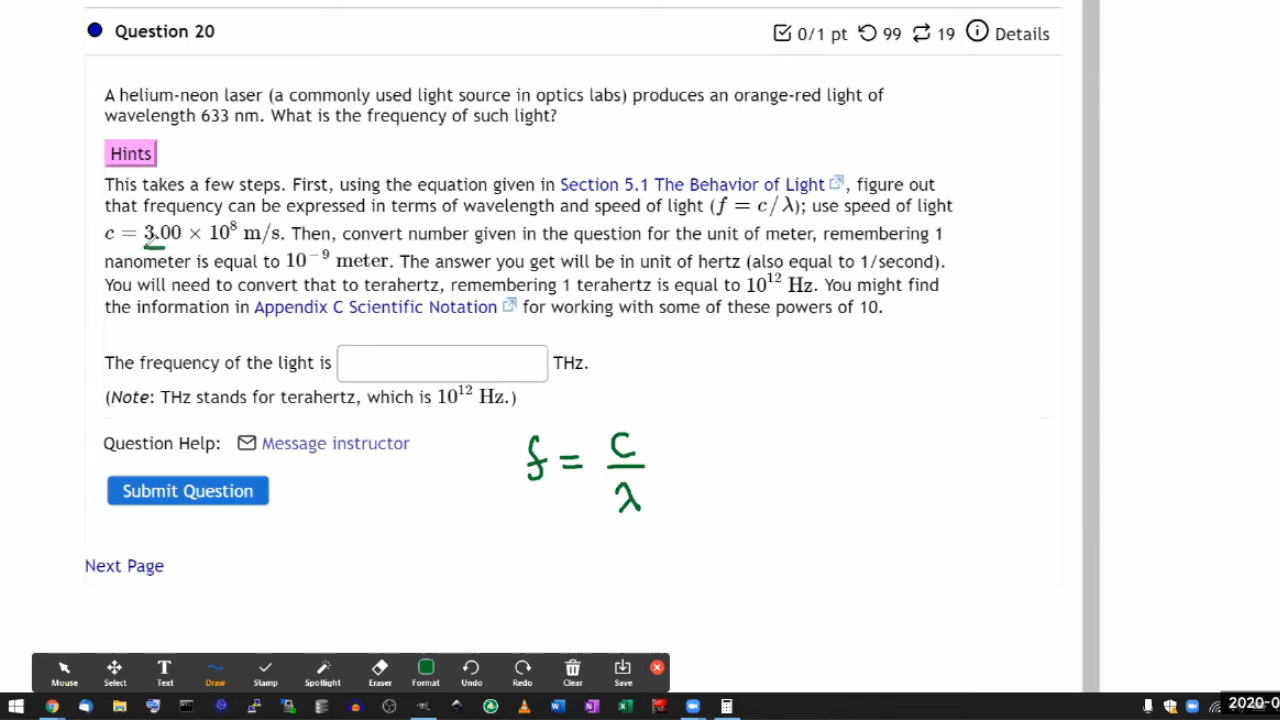 Question 20
0/1 pt 99 19 Details
A helium-neon laser (a commonly used light source in optics labs) produces an orange-red light of
wavelength 633 nm. What is the frequency of such light?
Hints
This takes a few steps. First, using the equation given in Section 5.1 The Behavior of Light, figure out
that frequency can be expressed in terms of wavelength and speed of light (f = c/λ); use speed of light
c = 3.00 × 10⁸ m/s. Then, convert number given in the question for the unit of meter, remembering 1
nanometer is equal to 10⁻⁹ meter. The answer you get will be in unit of hertz (also equal to 1/second).
You will need to convert that to terahertz, remembering 1 terahertz is equal to 10¹² Hz. You might find
the information in Appendix C Scientific Notation for working with some of these powers of 10.
The frequency of the light is THz.
(Note: THz stands for terahertz, which is 10¹² Hz.)
Question Help: Message instructor
f = c/λ
Submit Question
Next Page
Mouse Select Text Draw Stamp Spotlight Eraser Format Undo Redo Clear Save
2020-0